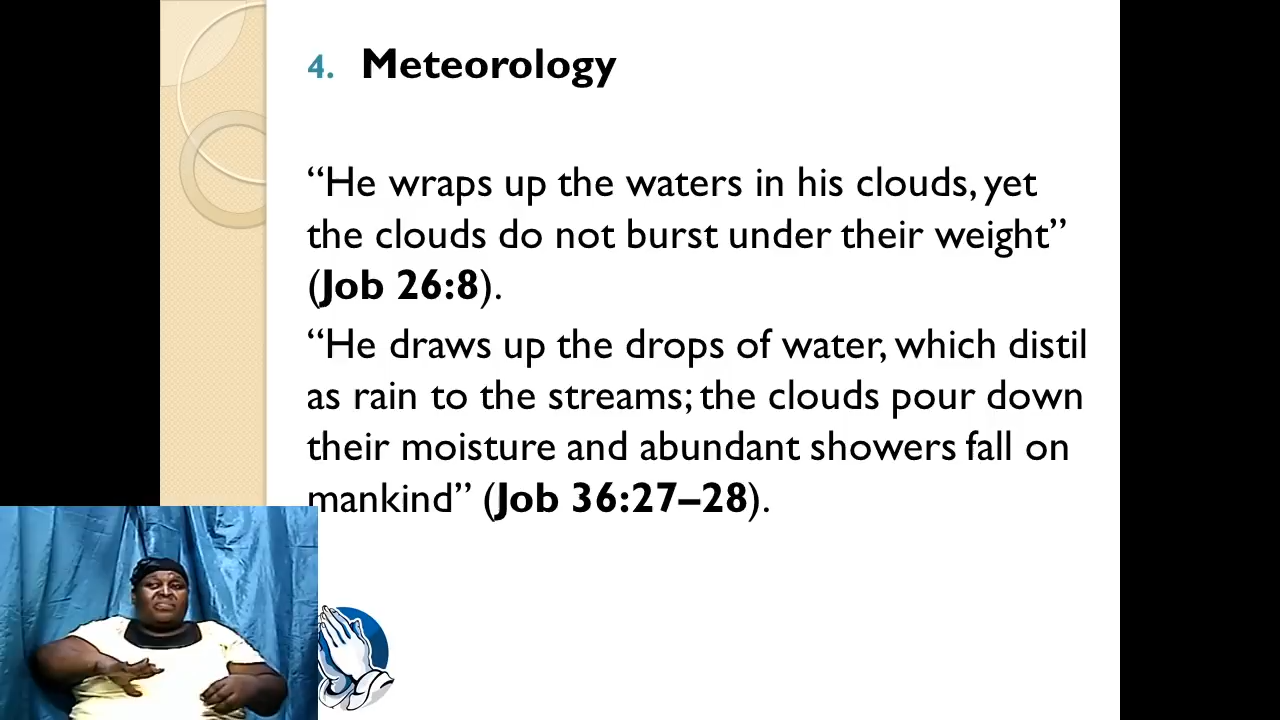 4. Meteorology
“He wraps up the waters in his clouds, yet
the clouds do not burst under their weight”
(Job 26:8).
“He draws up the drops of water, which distil
as rain to the streams; the clouds pour down
their moisture and abundant showers fall on
mankind” (Job 36:27–28).